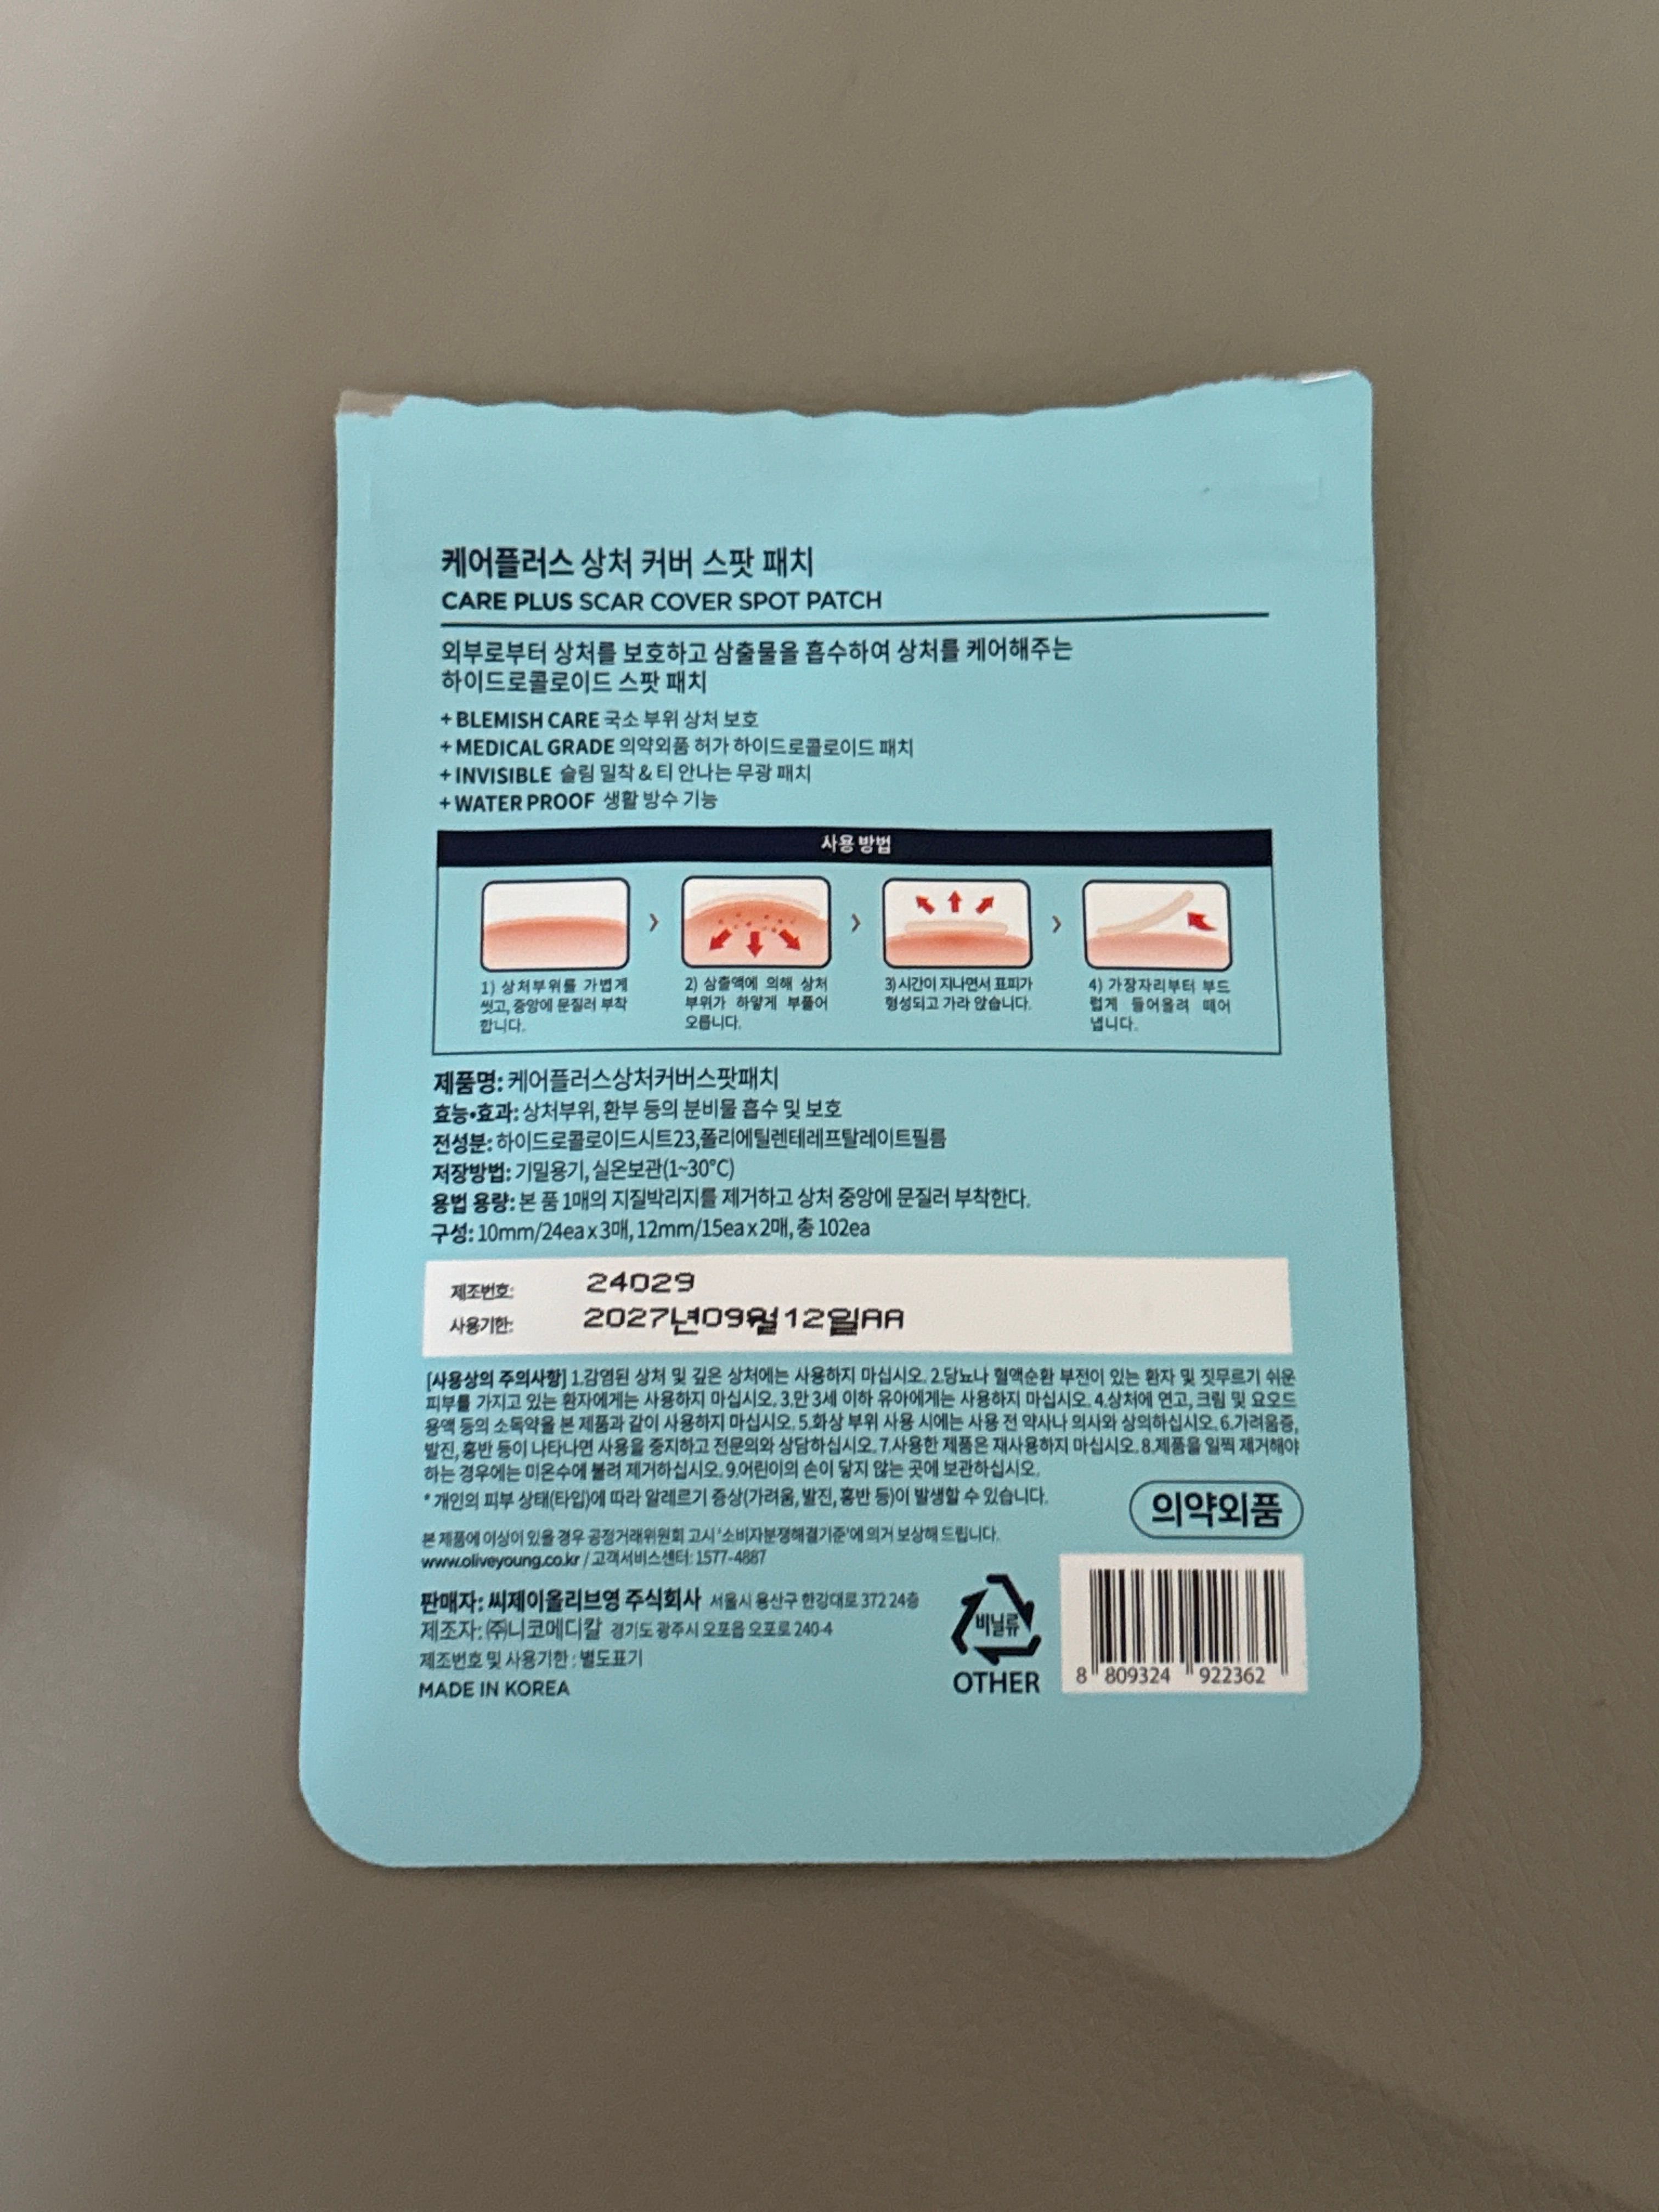 케어플러스 상처 커버 스팟 패치
CARE PLUS SCAR COVER SPOT PATCH
외부로부터 상처를 보호하고 삼출물을 흡수하여 상처를 케어해주는
하이드로콜로이드 스팟 패치
+ BLEMISH CARE 국소 부위 상처 보호
+ MEDICAL GRADE 의약외품 허가 하이드로콜로이드 패치
+ INVISIBLE 슬림 밀착 & 티 안나는 무광 패치
+ WATER PROOF 생활 방수 기능
사용 방법
1) 상처부위를 가볍게
씻고, 중앙에 문질러 부착
합니다.
2) 삼출액에 의해 상처
부위가 하얗게 부풀어
오릅니다.
3) 시간이 지나면서 표피가
형성되고 가라 앉습니다.
4) 가장자리부터 부드
럽게 들어올려 떼어
냅니다.
제품명: 케어플러스상처커버스팟패치
효능•효과: 상처부위, 환부 등의 분비물 흡수 및 보호
전성분: 하이드로콜로이드시트23,폴리에틸렌테레프탈레이트필름
저장방법: 기밀용기, 실온보관(1~30°C)
용법 용량: 본 품 1매의 지질박리지를 제거하고 상처 중앙에 문질러 부착한다.
구성: 10mm/24ea x 3매, 12mm/15ea x 2매, 총 102ea
제조번호: 24029
사용기한: 2027년09월12일AA
[사용상의 주의사항] 1.감염된 상처 및 깊은 상처에는 사용하지 마십시오. 2.당뇨나 혈액순환 부전이 있는 환자 및 짓무르기 쉬운
피부를 가지고 있는 환자에게는 사용하지 마십시오. 3.만 3세 이하 유아에게는 사용하지 마십시오. 4.상처에 연고, 크림 및 요오드
용액 등의 소독약을 본 제품과 같이 사용하지 마십시오. 5.화상 부위 사용 시에는 사용 전 약사나 의사와 상의하십시오. 6.가려움증,
발진, 홍반 등이 나타나면 사용을 중지하고 전문의와 상담하십시오. 7.사용한 제품은 재사용하지 마십시오. 8.제품을 일찍 제거해야
하는 경우에는 미온수에 불려 제거하십시오. 9.어린이의 손이 닿지 않는 곳에 보관하십시오.
* 개인의 피부 상태(타입)에 따라 알레르기 증상(가려움, 발진, 홍반 등)이 발생할 수 있습니다.
의약외품
본 제품에 이상이 있을 경우 공정거래위원회 고시 '소비자분쟁해결기준'에 의거 보상해 드립니다.
www.oliveyoung.co.kr / 고객서비스센터: 1577-4887
판매자: 씨제이올리브영 주식회사 서울시 용산구 한강대로 372 24층
제조자: ㈜니코메디칼 경기도 광주시 오포읍 오포로 240-4
제조번호 및 사용기한 : 별도표기
MADE IN KOREA
비닐류
OTHER
8 809324 922362